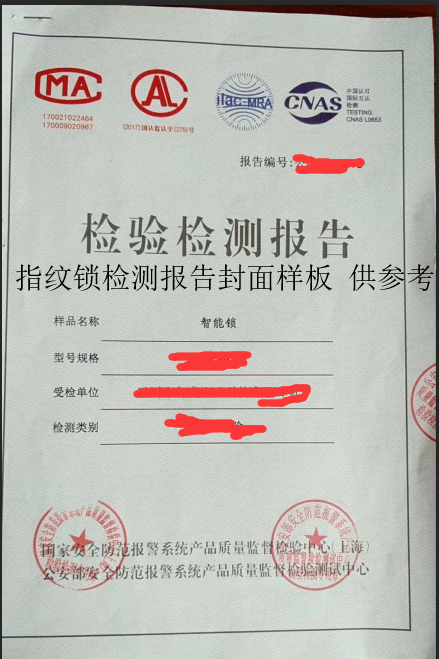 MA
170021022464
170009020967
CAL
(2017)国认监认字(275)号
ilac-MRA
CNAS
中国认可
国际互认
检测
TESTING
CNAS L0653
报告编号:
检验检测报告
指纹锁检测报告封面样板 供参考
样品名称 智能锁
型号规格
受检单位
检测类别
国家安全防范报警系统产品质量监督检验中心(上海)
公安部安全防范报警系统产品质量监督检验测试中心